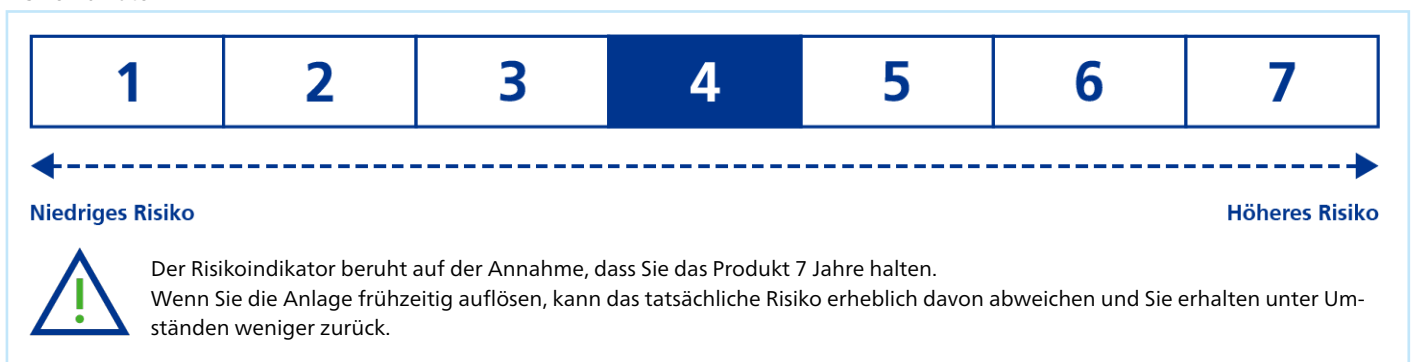 1 2 3 4 5 6 7
Niedriges Risiko Höheres Risiko
Der Risikoindikator beruht auf der Annahme, dass Sie das Produkt 7 Jahre halten.
Wenn Sie die Anlage frühzeitig auflösen, kann das tatsächliche Risiko erheblich davon abweichen und Sie erhalten unter Um-
ständen weniger zurück.